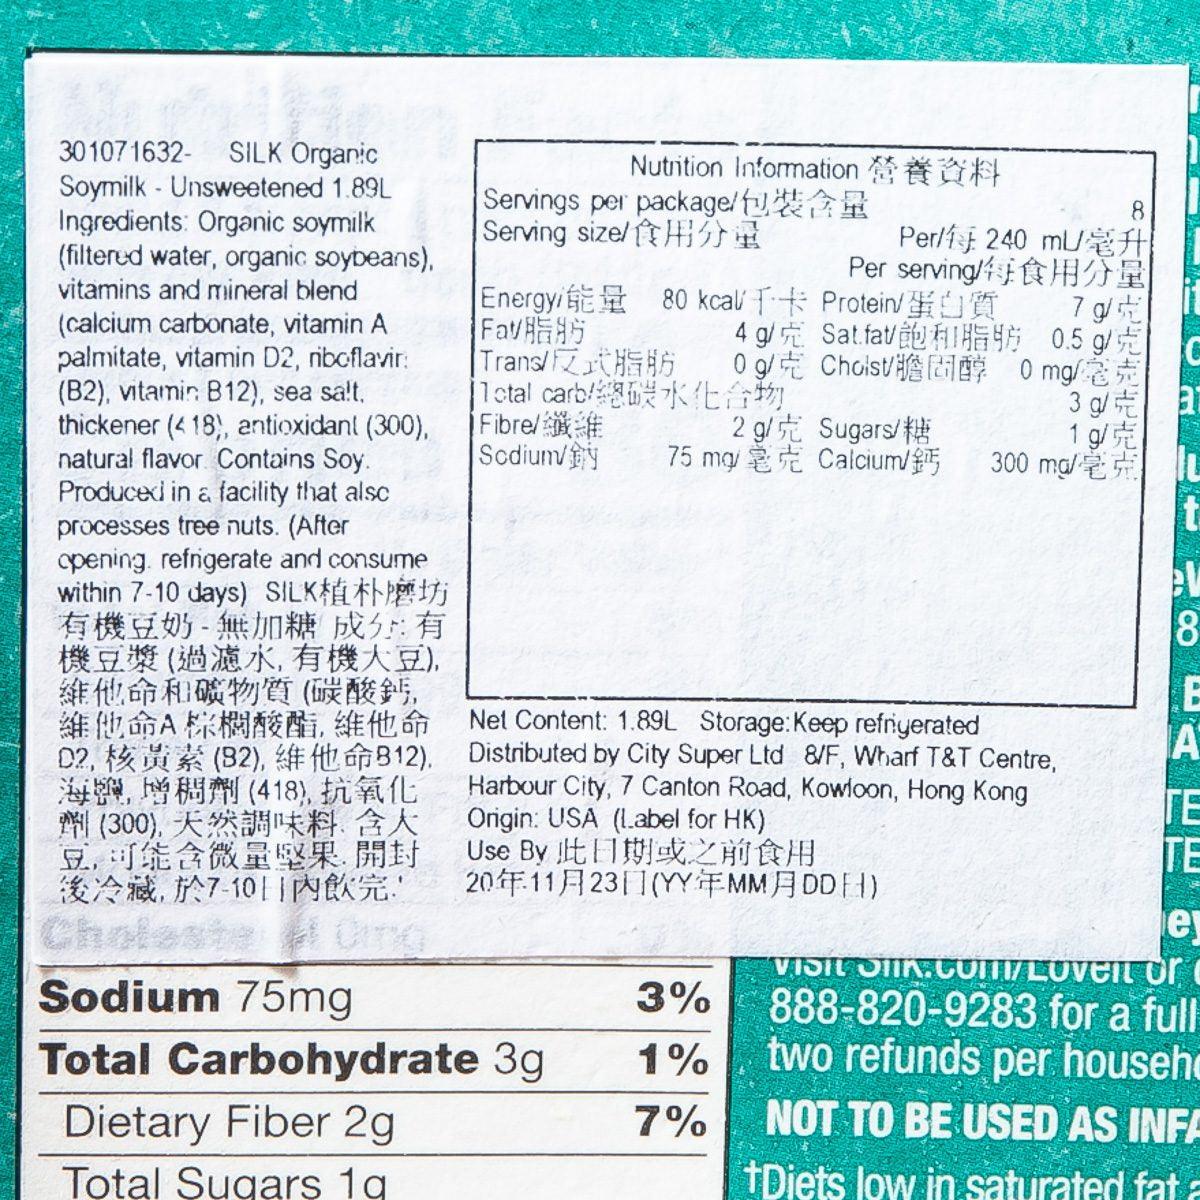 301071632- SILK Organic
Soymilk - Unsweetened 1.89L
Ingredients: Organic soymilk
(filtered water, organic soybeans),
vitamins and mineral blend
(calcium carbonate, vitamin A
palmitate, vitamin D2, riboflavin
(B2), vitamin B12), sea salt,
thickener (418), antioxidant (300),
natural flavor. Contains Soy.
Produced in a facility that also
processes tree nuts. (After
opening. refrigerate and consume
within 7-10 days) SILK植朴磨坊
有機豆奶 - 無加糖 成分: 有
機豆漿 (過濾水, 有機大豆),
維他命和礦物質 (碳酸鈣,
維他命A 棕櫚酸酯, 維他命
D2, 核黃素 (B2), 維他命B12),
海鹽, 增稠劑 (418), 抗氧化
劑 (300), 天然調味料. 含大
豆, 可能含微量堅果. 開封
後冷藏, 於7-10日內飲完.
Nutrition Information 營養資料
Servings per package/包裝含量 8
Serving size/食用分量 Per/每 240 mL/毫升
Per serving/每食用分量
Energy/能量 80 kcal/千卡 Protein/蛋白質 7 g/克
Fat/脂肪 4 g/克 Sat.fat/飽和脂肪 0.5 g/克
Trans/反式脂肪 0 g/克 Cholst/膽固醇 0 mg/毫克
Total carb/總碳水化合物 3 g/克
Fibre/纖維 2 g/克 Sugars/糖 1 g/克
Sodium/鈉 75 mg/毫克 Calcium/鈣 300 mg/毫克
Net Content: 1.89L Storage:Keep refrigerated
Distributed by City Super Ltd 8/F, Wharf T&T Centre,
Harbour City, 7 Canton Road, Kowloon, Hong Kong
Origin: USA (Label for HK)
Use By 此日期或之前食用
20年11月23日(YY年MM月DD日)
Sodium 75mg 3%
Total Carbohydrate 3g 1%
Dietary Fiber 2g 7%
Total Sugars 1g
visit Silk.com/LoveIt or
888-820-9283 for a full
two refunds per househ
NOT TO BE USED AS INFA
†Diets low in saturated fat a